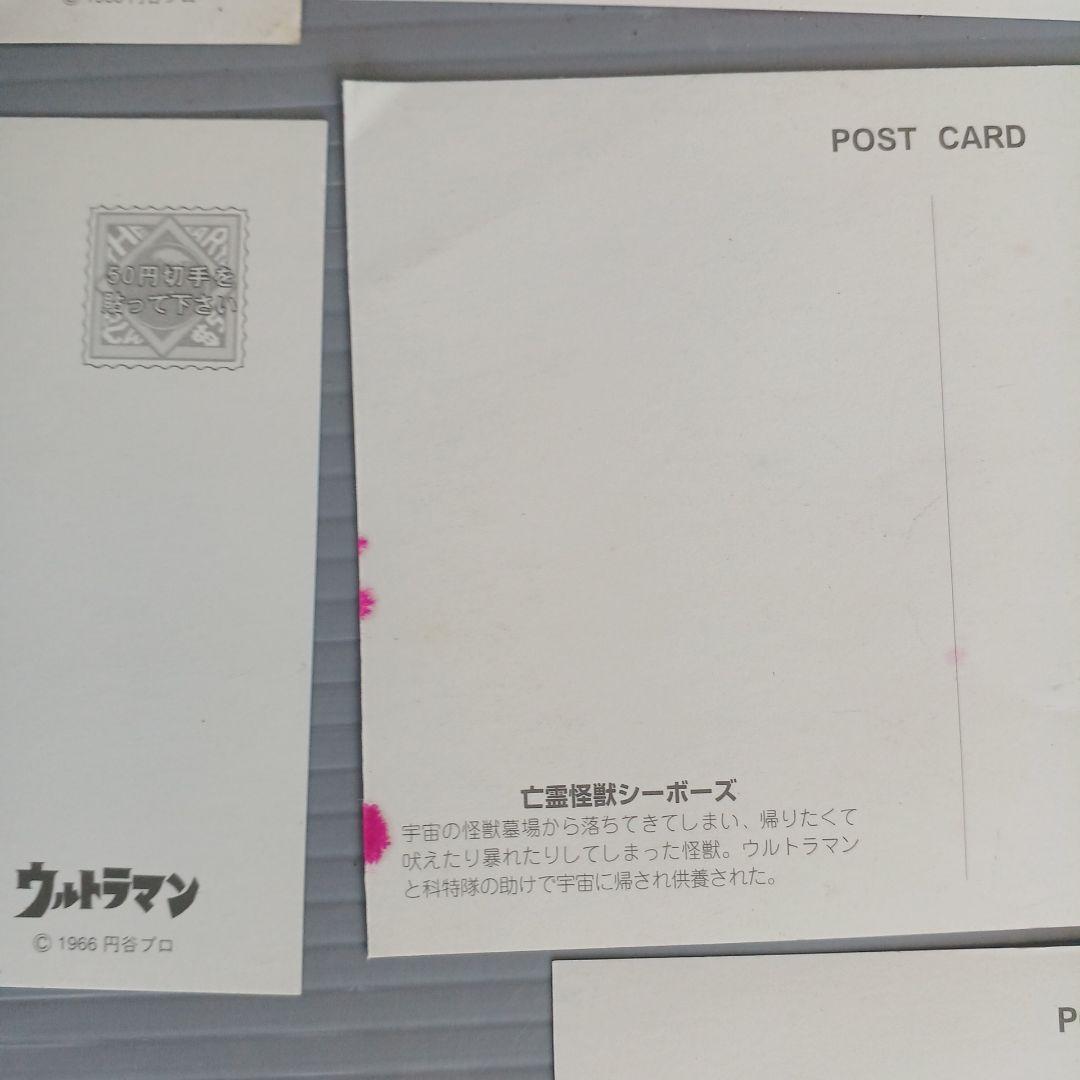 POST CARD
50円切手を
貼って下さい
亡霊怪獣シーボーズ
宇宙の怪獣墓場から落ちてきてしまい、帰りたくて
吠えたり暴れたりしてしまった怪獣。ウルトラマン
と科特隊の助けで宇宙に帰され供養された。
ウルトラマン
© 1966 円谷プロ